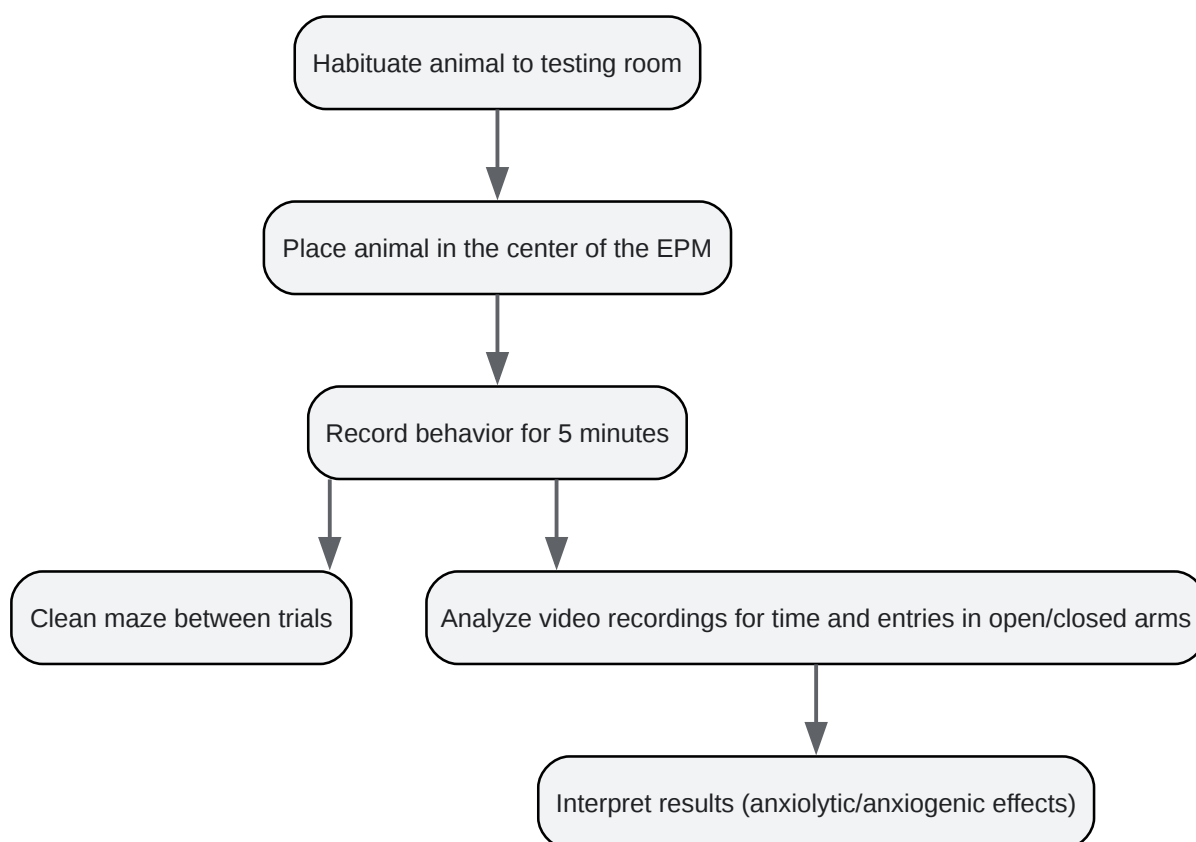 Habituate animal to testing room
Place animal in the center of the EPM
Record behavior for 5 minutes
Clean maze between trials
Analyze video recordings for time and entries in open/closed arms
Interpret results (anxiolytic/anxiogenic effects)